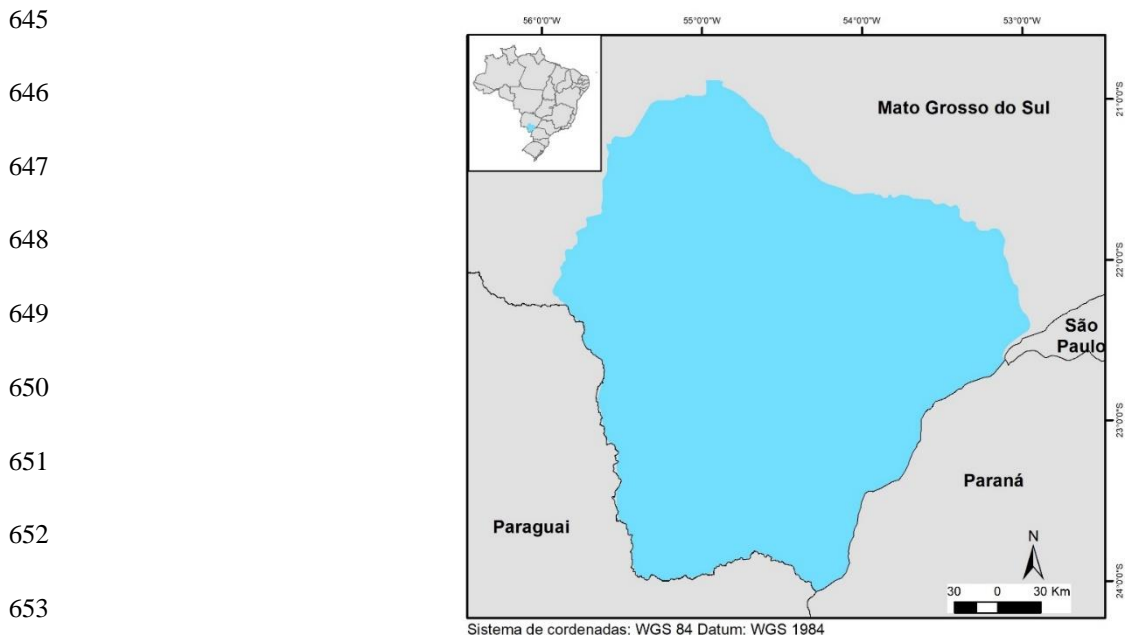 645
56°0'0"W 55°0'0"W 54°0'0"W 53°0'0"W
646
21°0'0"S
Mato Grosso do Sul
647
648
22°0'0"S
649
São
Paulo
650
23°0'0"S
651
Paraná
652
Paraguai
N
24°0'0"S
30 0 30 Km
653
Sistema de cordenadas: WGS 84 Datum: WGS 1984